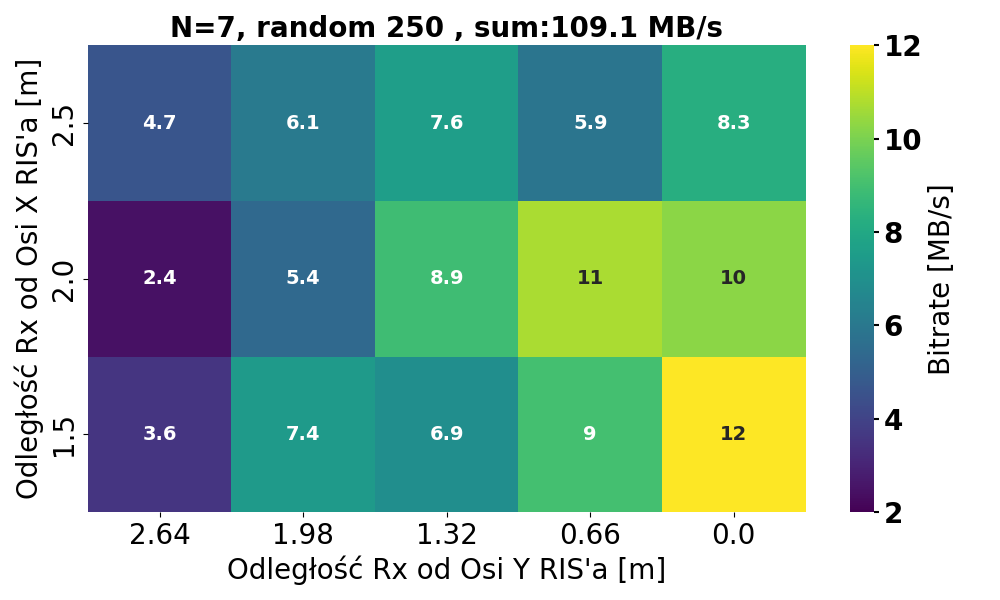 N=7, random 250 , sum:109.1 MB/s
Odległość Rx od Osi X RIS'a [m]
2.5
4.7 6.1 7.6 5.9 8.3
2.0
2.4 5.4 8.9 11 10
1.5
3.6 7.4 6.9 9 12
2.64 1.98 1.32 0.66 0.0
Odległość Rx od Osi Y RIS'a [m]
12
10
8
6
4
2
Bitrate [MB/s]